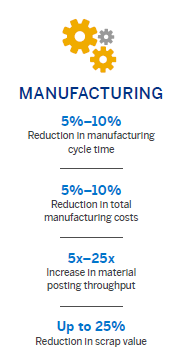 MANUFACTURING
5%–10%
Reduction in manufacturing
cycle time
5%–10%
Reduction in total
manufacturing costs
5x–25x
Increase in material
posting throughput
Up to 25%
Reduction in scrap value